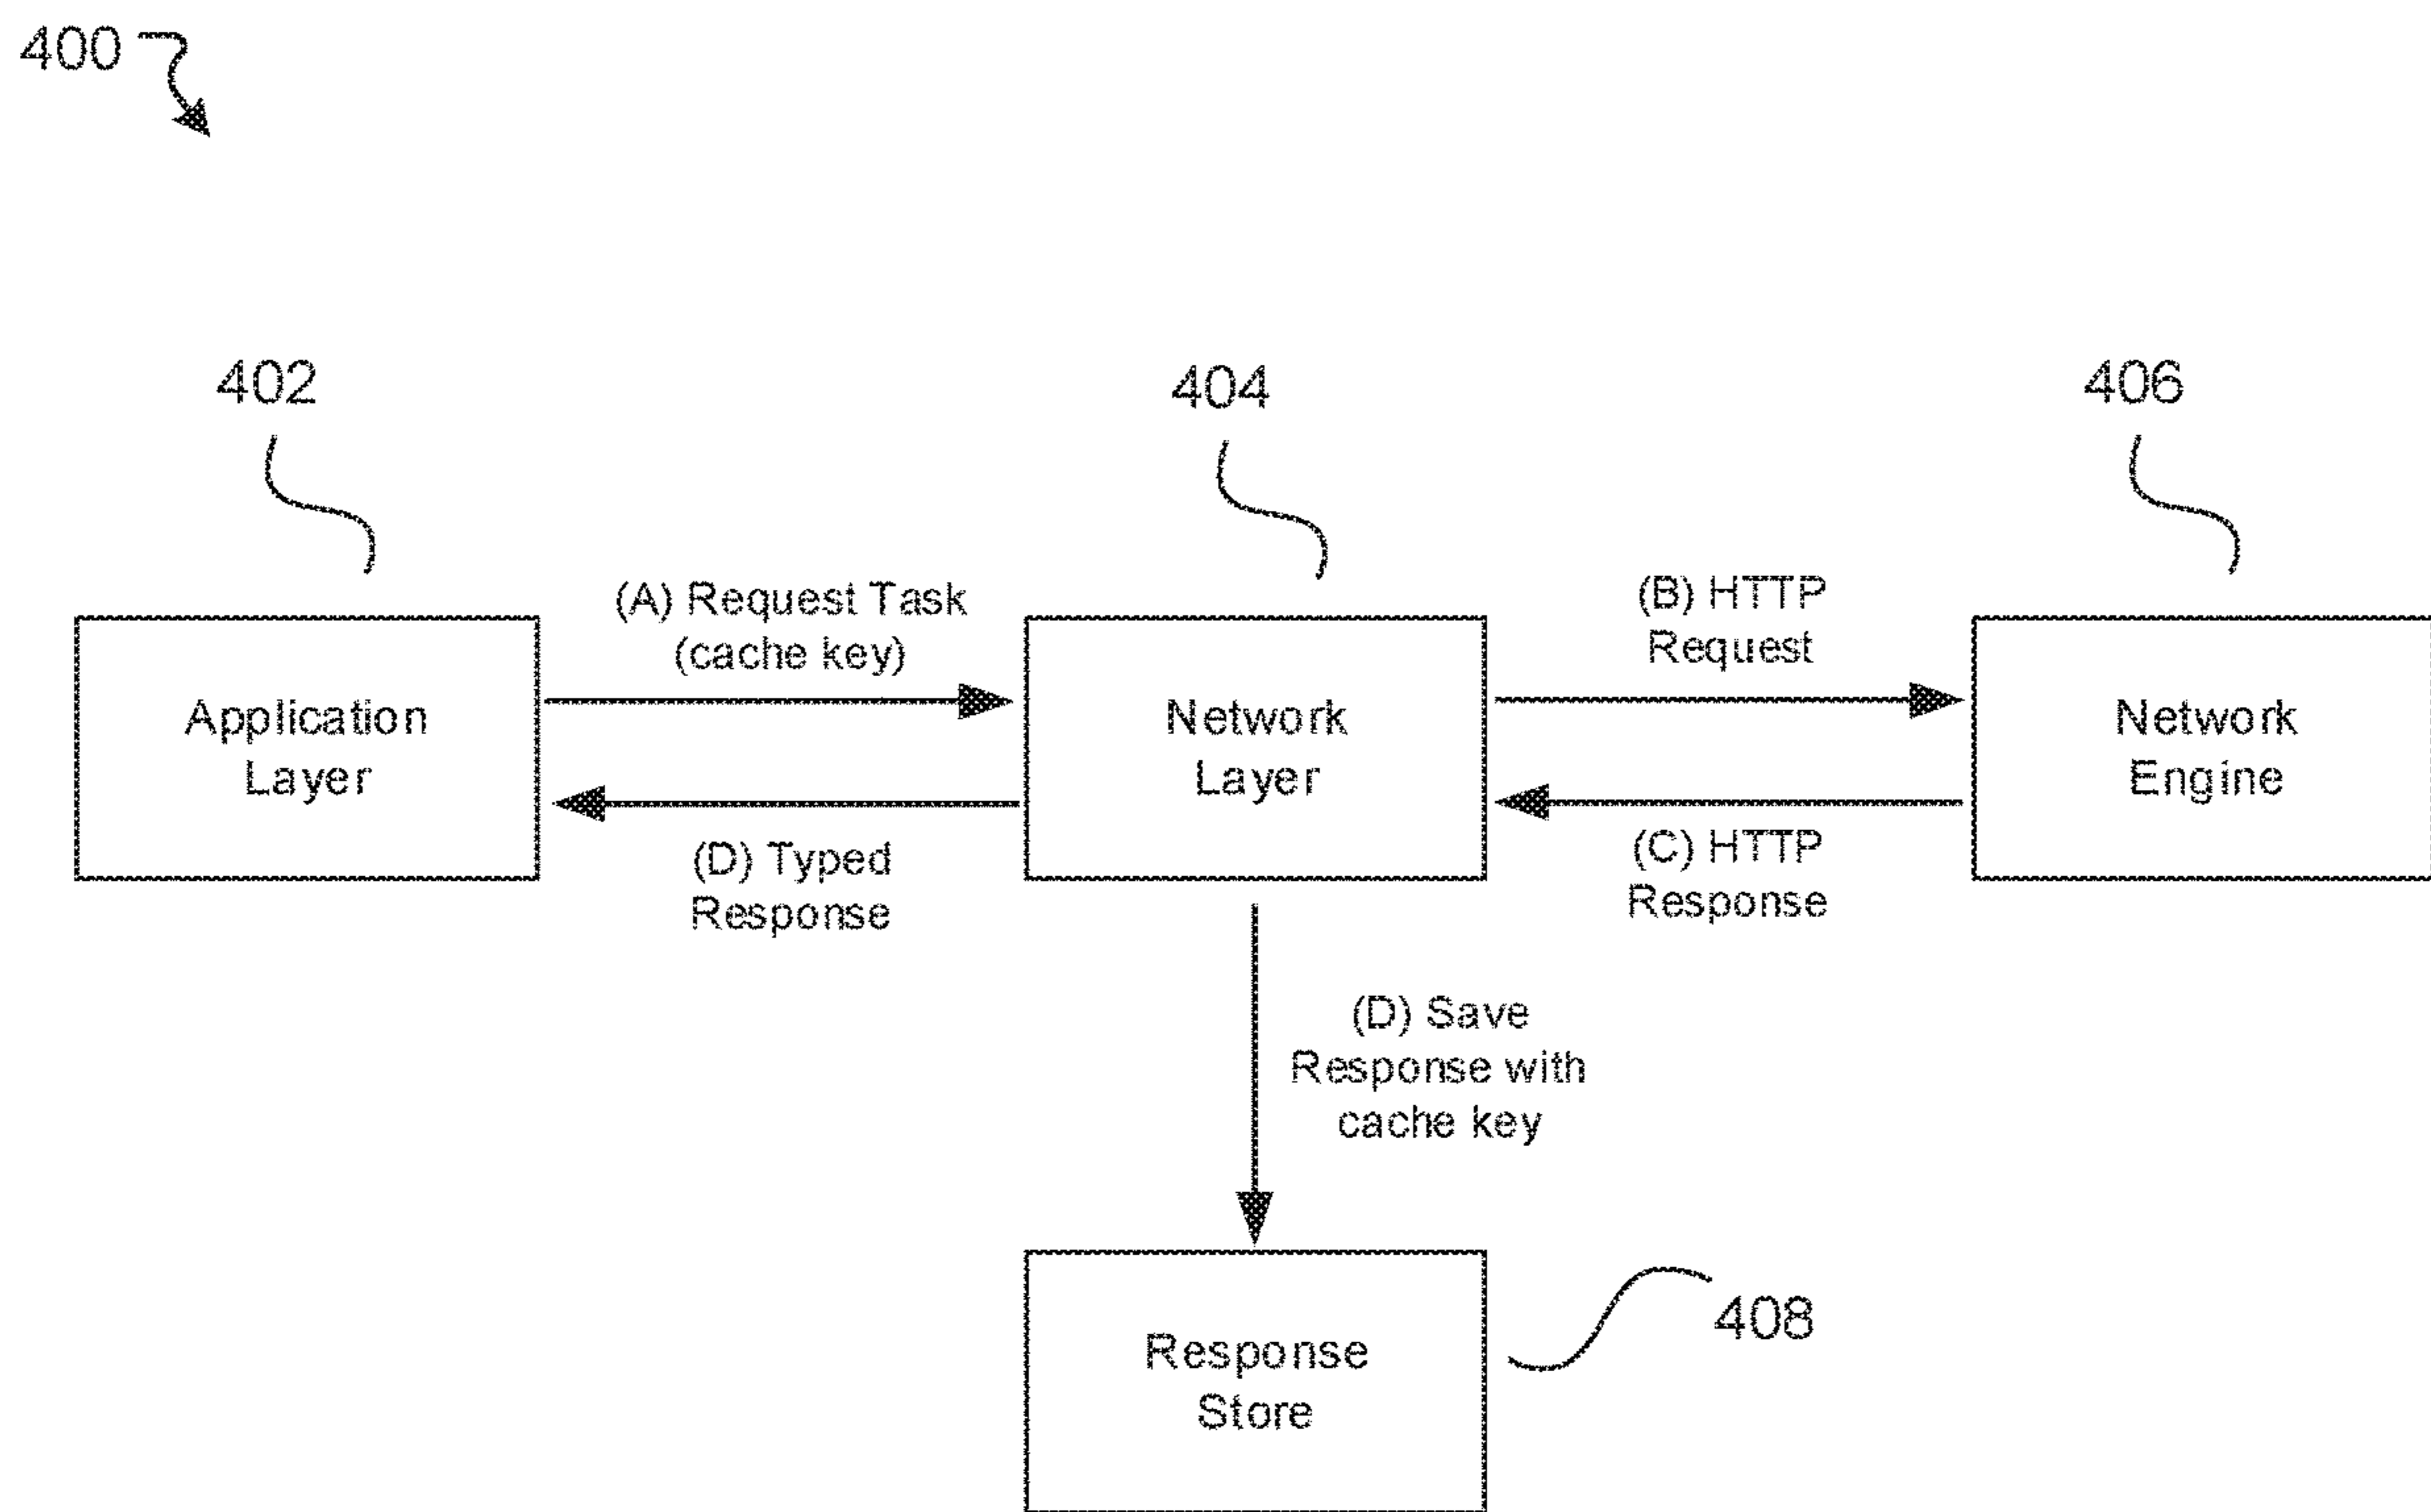 400
402
404
406
(A) Request Task
(cache key)
(B) HTTP
Request
Application
Layer
Network
Layer
Network
Engine
(D) Typed
Response
(C) HTTP
Response
(D) Save
Response with
cache key
Response
Store
408